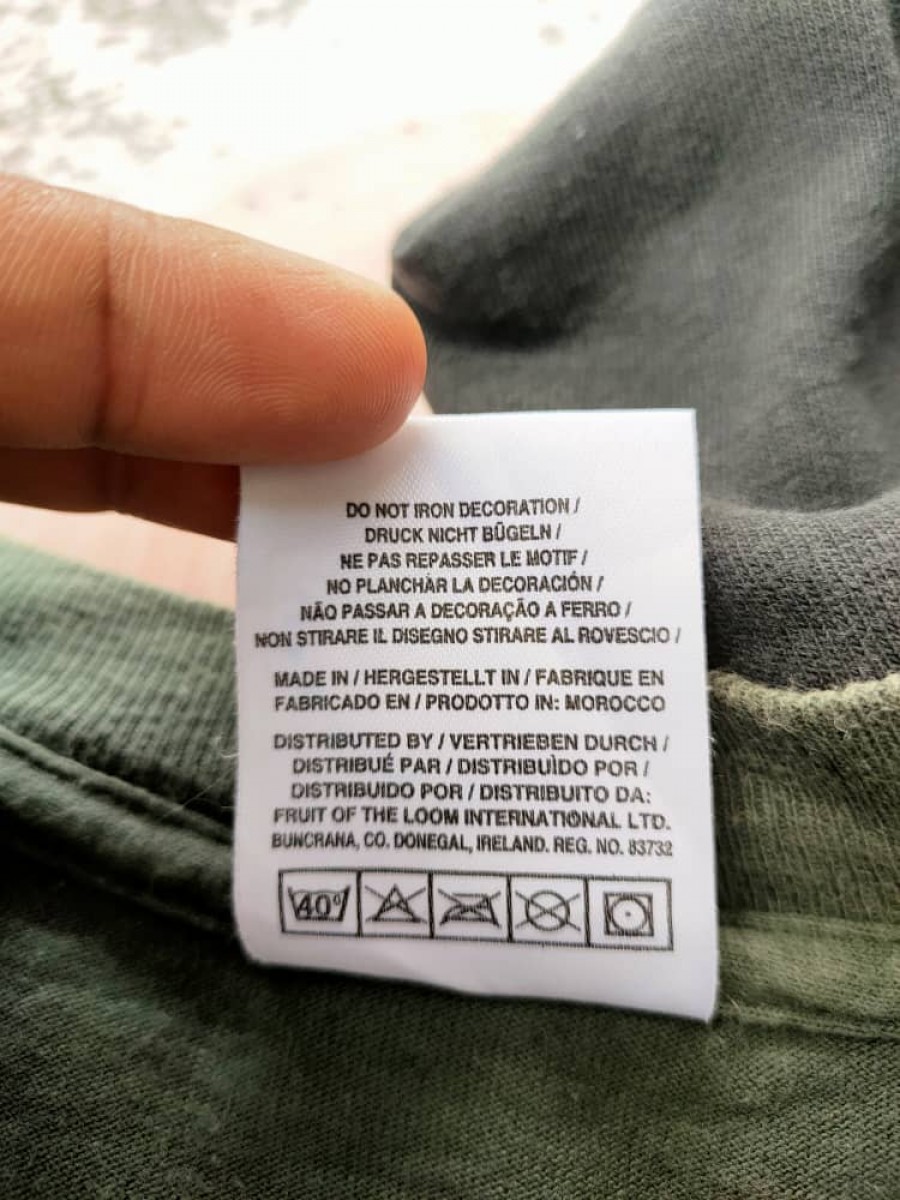 DO NOT IRON DECORATION /
DRUCK NICHT BÜGELN /
NE PAS REPASSER LE MOTIF /
NO PLANCHAR LA DECORACIÓN /
NÃO PASSAR A DECORAÇÃO A FERRO /
NON STIRARE IL DISEGNO STIRARE AL ROVESCIO /
MADE IN / HERGESTELLT IN / FABRIQUE EN
FABRICADO EN / PRODOTTO IN: MOROCCO
DISTRIBUTED BY / VERTRIEBEN DURCH /
DISTRIBUÉ PAR / DISTRIBUÌDO POR /
DISTRIBUIDO POR / DISTRIBUITO DA:
FRUIT OF THE LOOM INTERNATIONAL LTD.
BUNCRANA, CO. DONEGAL, IRELAND. REG. NO. 83732
40°